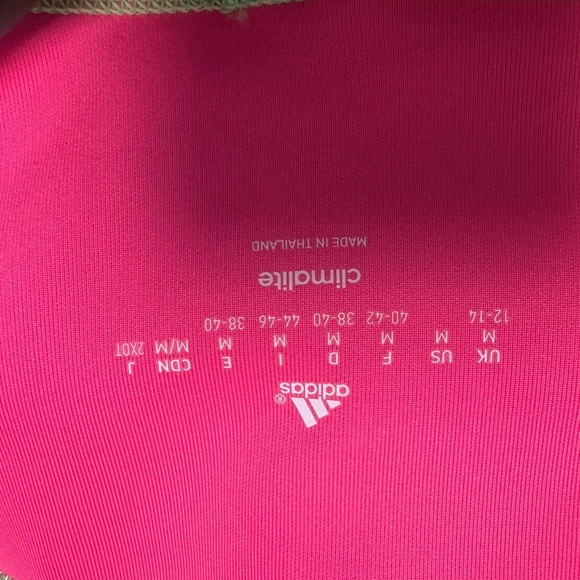 adidas®
UK US F D I E CDN J
M M M M M M M/M 2XOT
12-14 40-42 38-40 44-46 38-40
climalite
MADE IN THAILAND